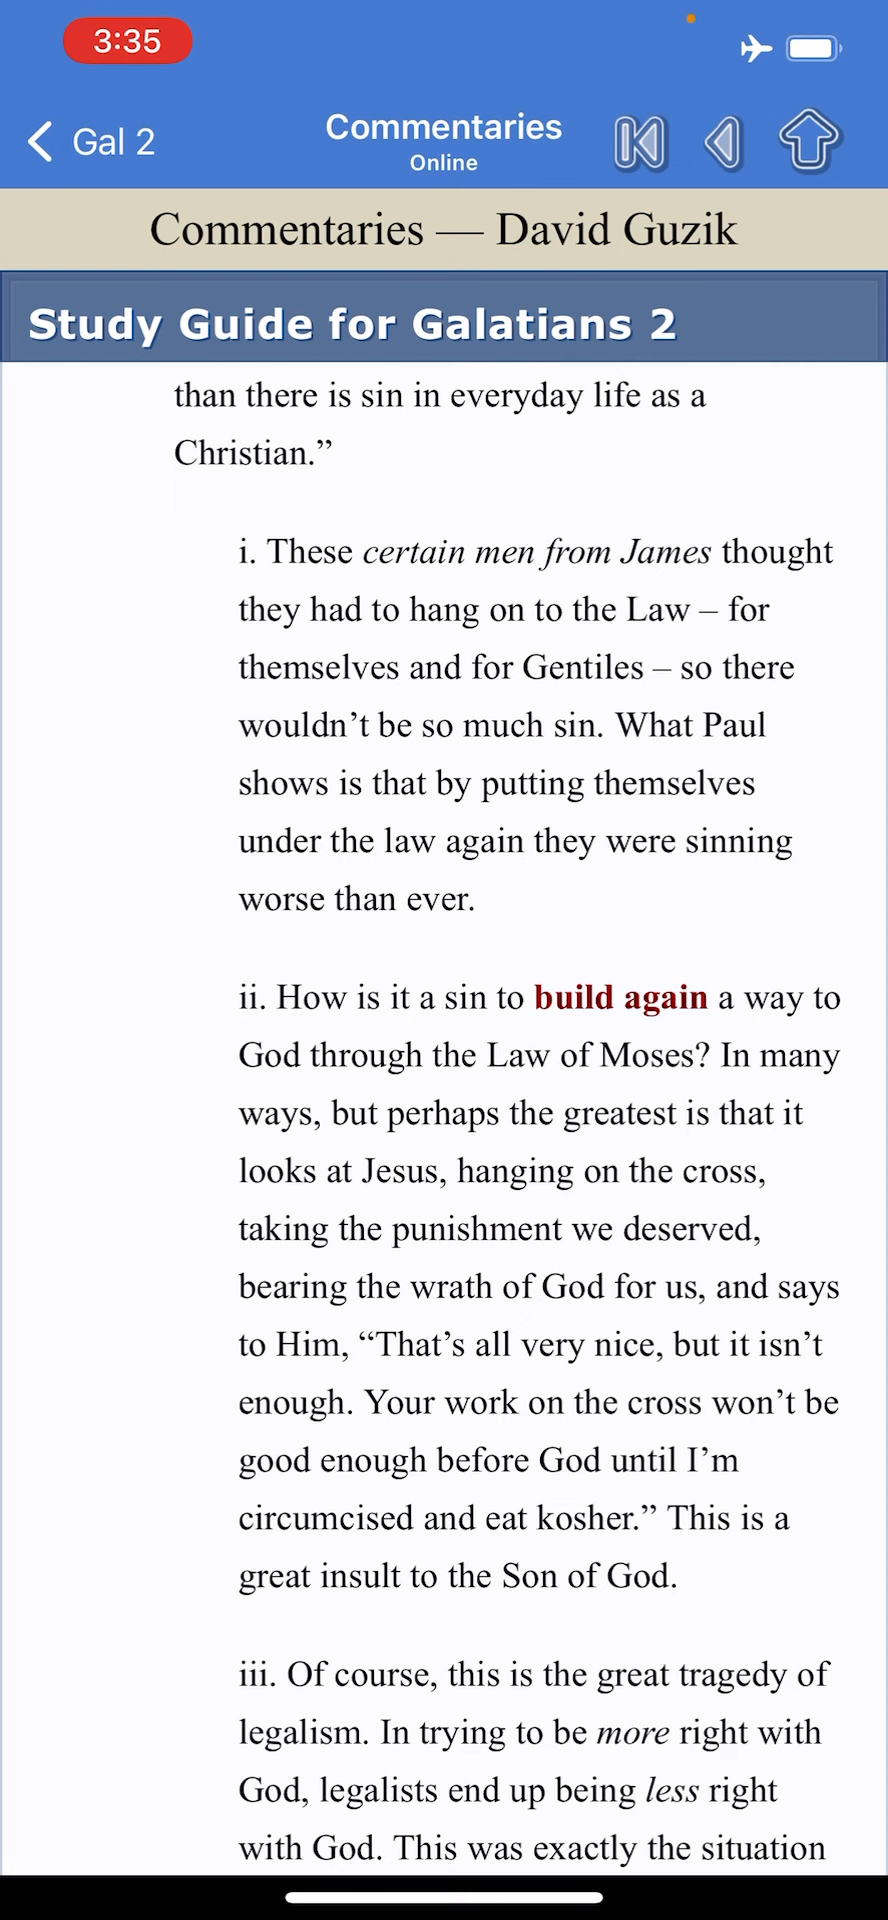 3:35
Gal 2
Commentaries
Online
Commentaries — David Guzik
Study Guide for Galatians 2
than there is sin in everyday life as a
Christian.”
i. These certain men from James thought
they had to hang on to the Law – for
themselves and for Gentiles – so there
wouldn’t be so much sin. What Paul
shows is that by putting themselves
under the law again they were sinning
worse than ever.
ii. How is it a sin to build again a way to
God through the Law of Moses? In many
ways, but perhaps the greatest is that it
looks at Jesus, hanging on the cross,
taking the punishment we deserved,
bearing the wrath of God for us, and says
to Him, “That’s all very nice, but it isn’t
enough. Your work on the cross won’t be
good enough before God until I’m
circumcised and eat kosher.” This is a
great insult to the Son of God.
iii. Of course, this is the great tragedy of
legalism. In trying to be more right with
God, legalists end up being less right
with God. This was exactly the situation